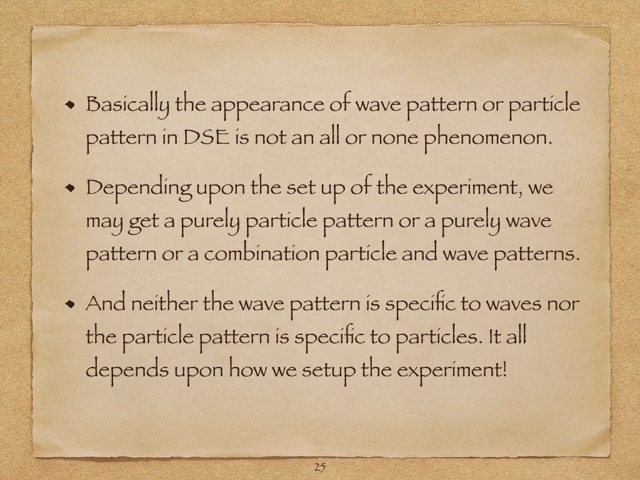 • Basically the appearance of wave pattern or particle
pattern in DSE is not an all or none phenomenon.
• Depending upon the set up of the experiment, we
may get a purely particle pattern or a purely wave
pattern or a combination particle and wave patterns.
• And neither the wave pattern is specific to waves nor
the particle pattern is specific to particles. It all
depends upon how we setup the experiment!
25